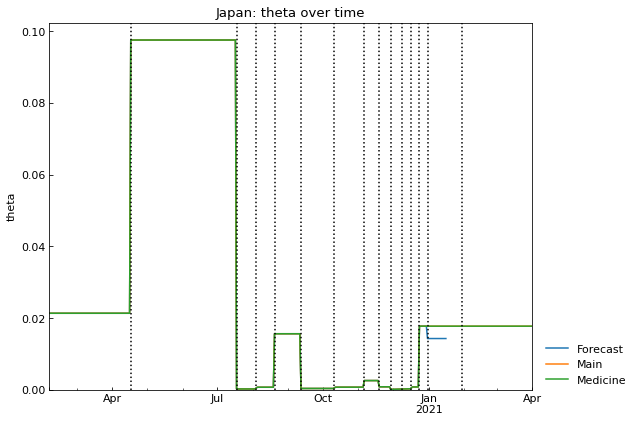 Japan: theta over time
0.10
0.08
0.06
0.04
0.02
0.00
theta
Apr
Jul
Oct
Jan
2021
Apr
Forecast
Main
Medicine